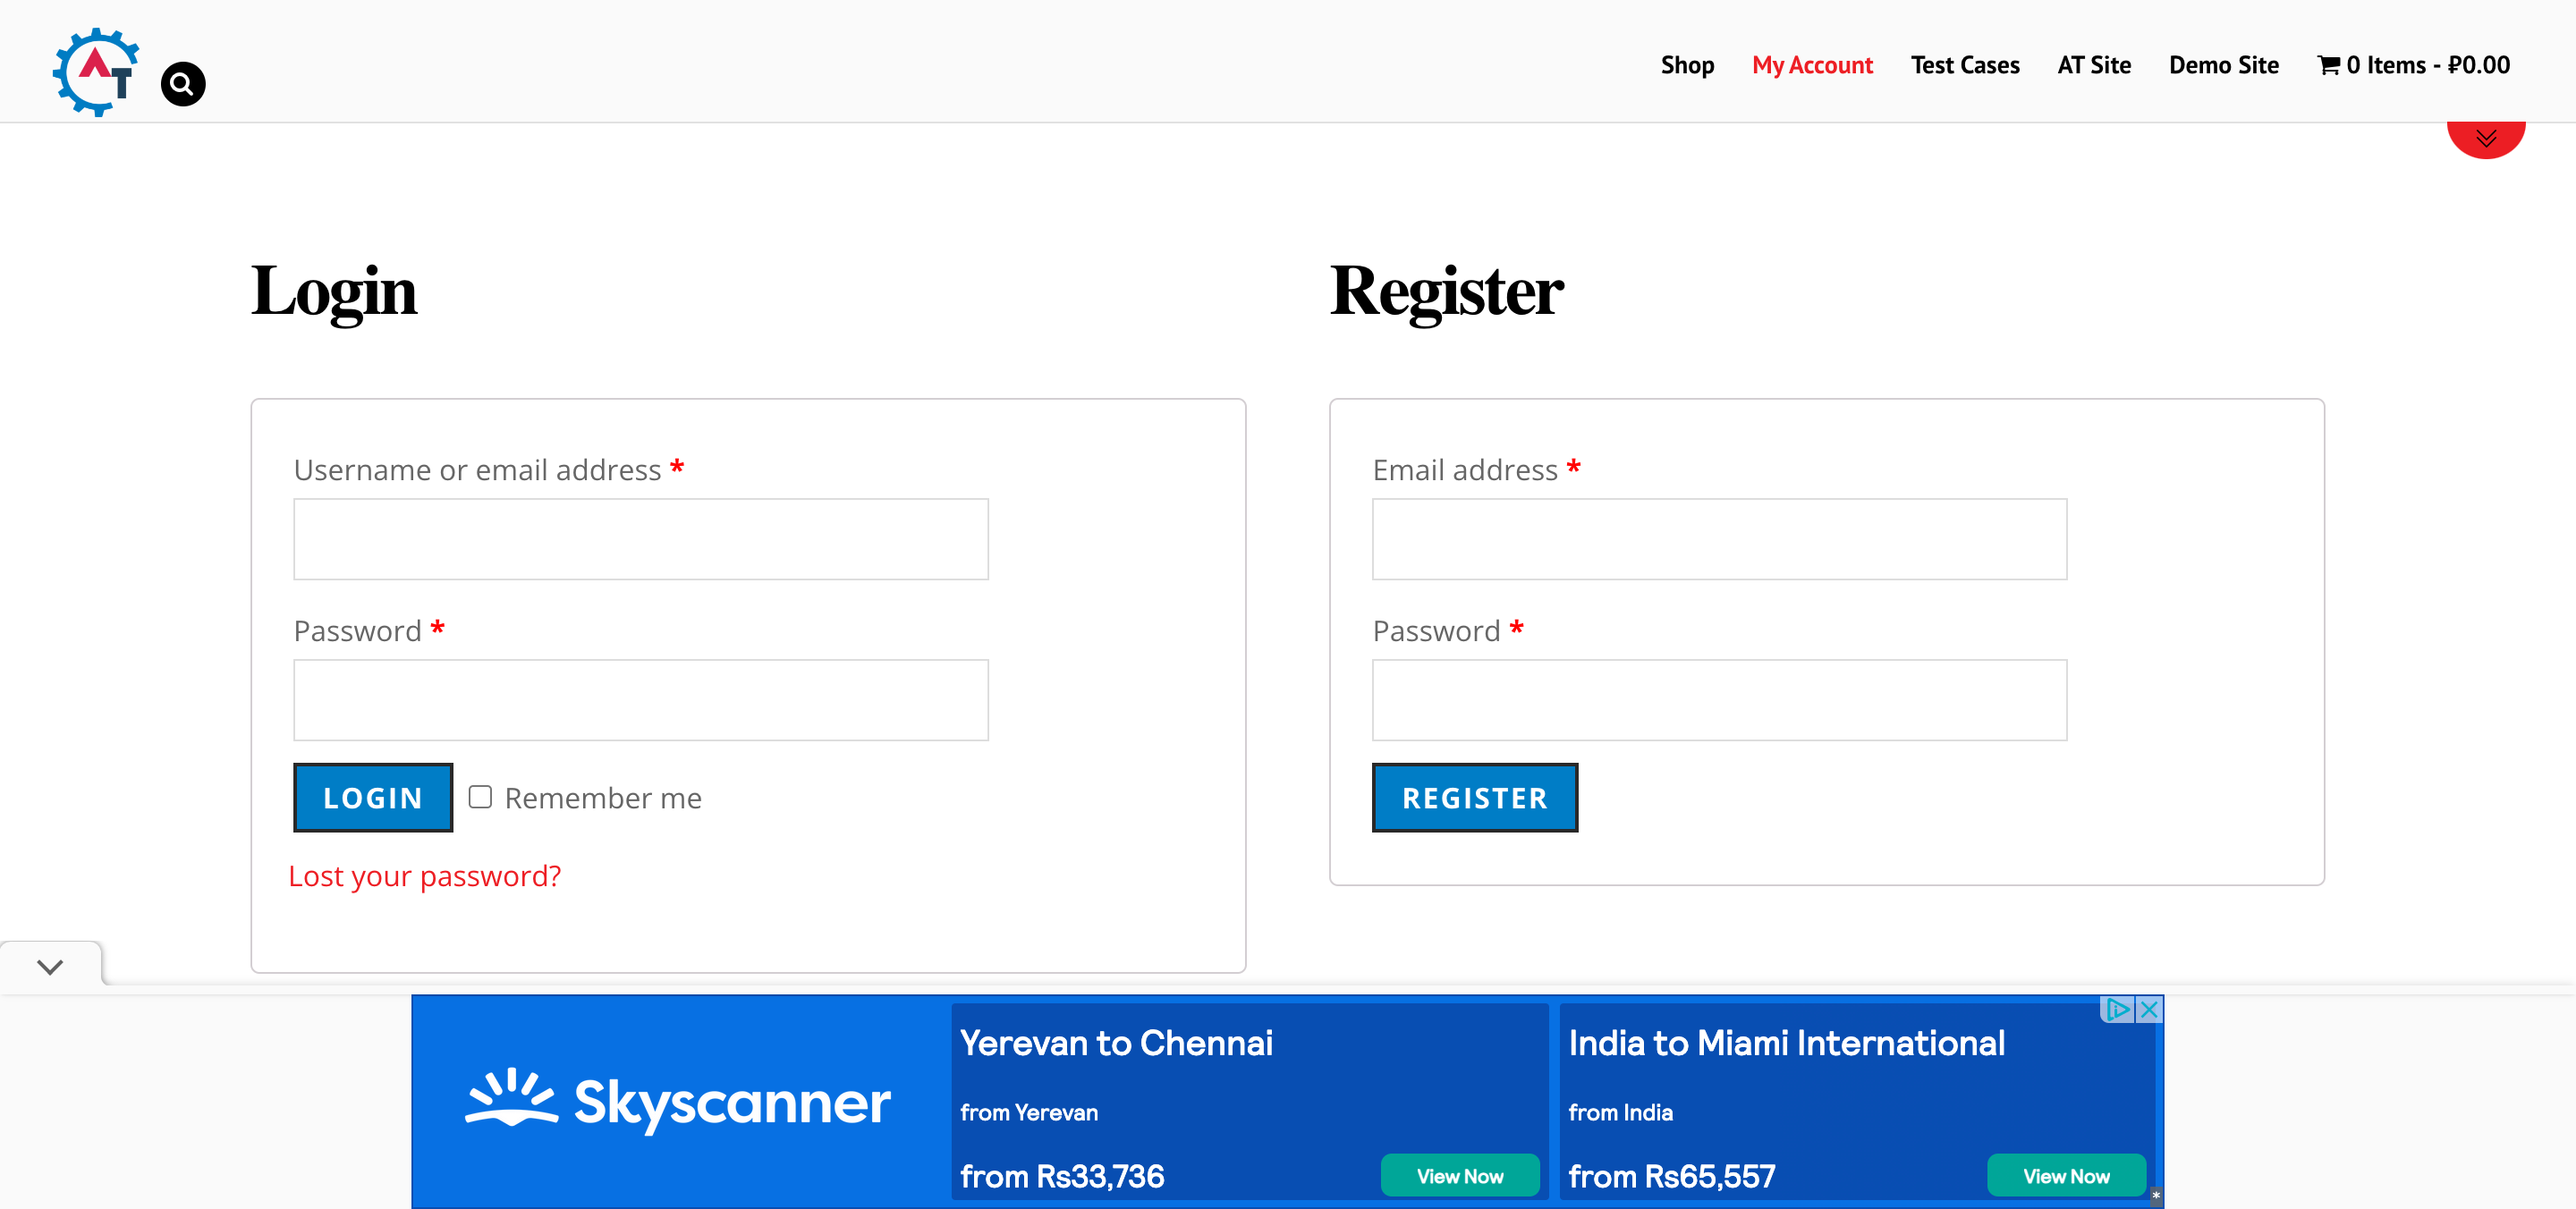 AT
Shop My Account Test Cases AT Site Demo Site 0 Items - ₽0.00
Login
Username or email address *
Password *
LOGIN Remember me
Lost your password?
Register
Email address *
Password *
REGISTER
Skyscanner
Yerevan to Chennai
from Yerevan
from Rs33,736
View Now
India to Miami International
from India
from Rs65,557
View Now
*